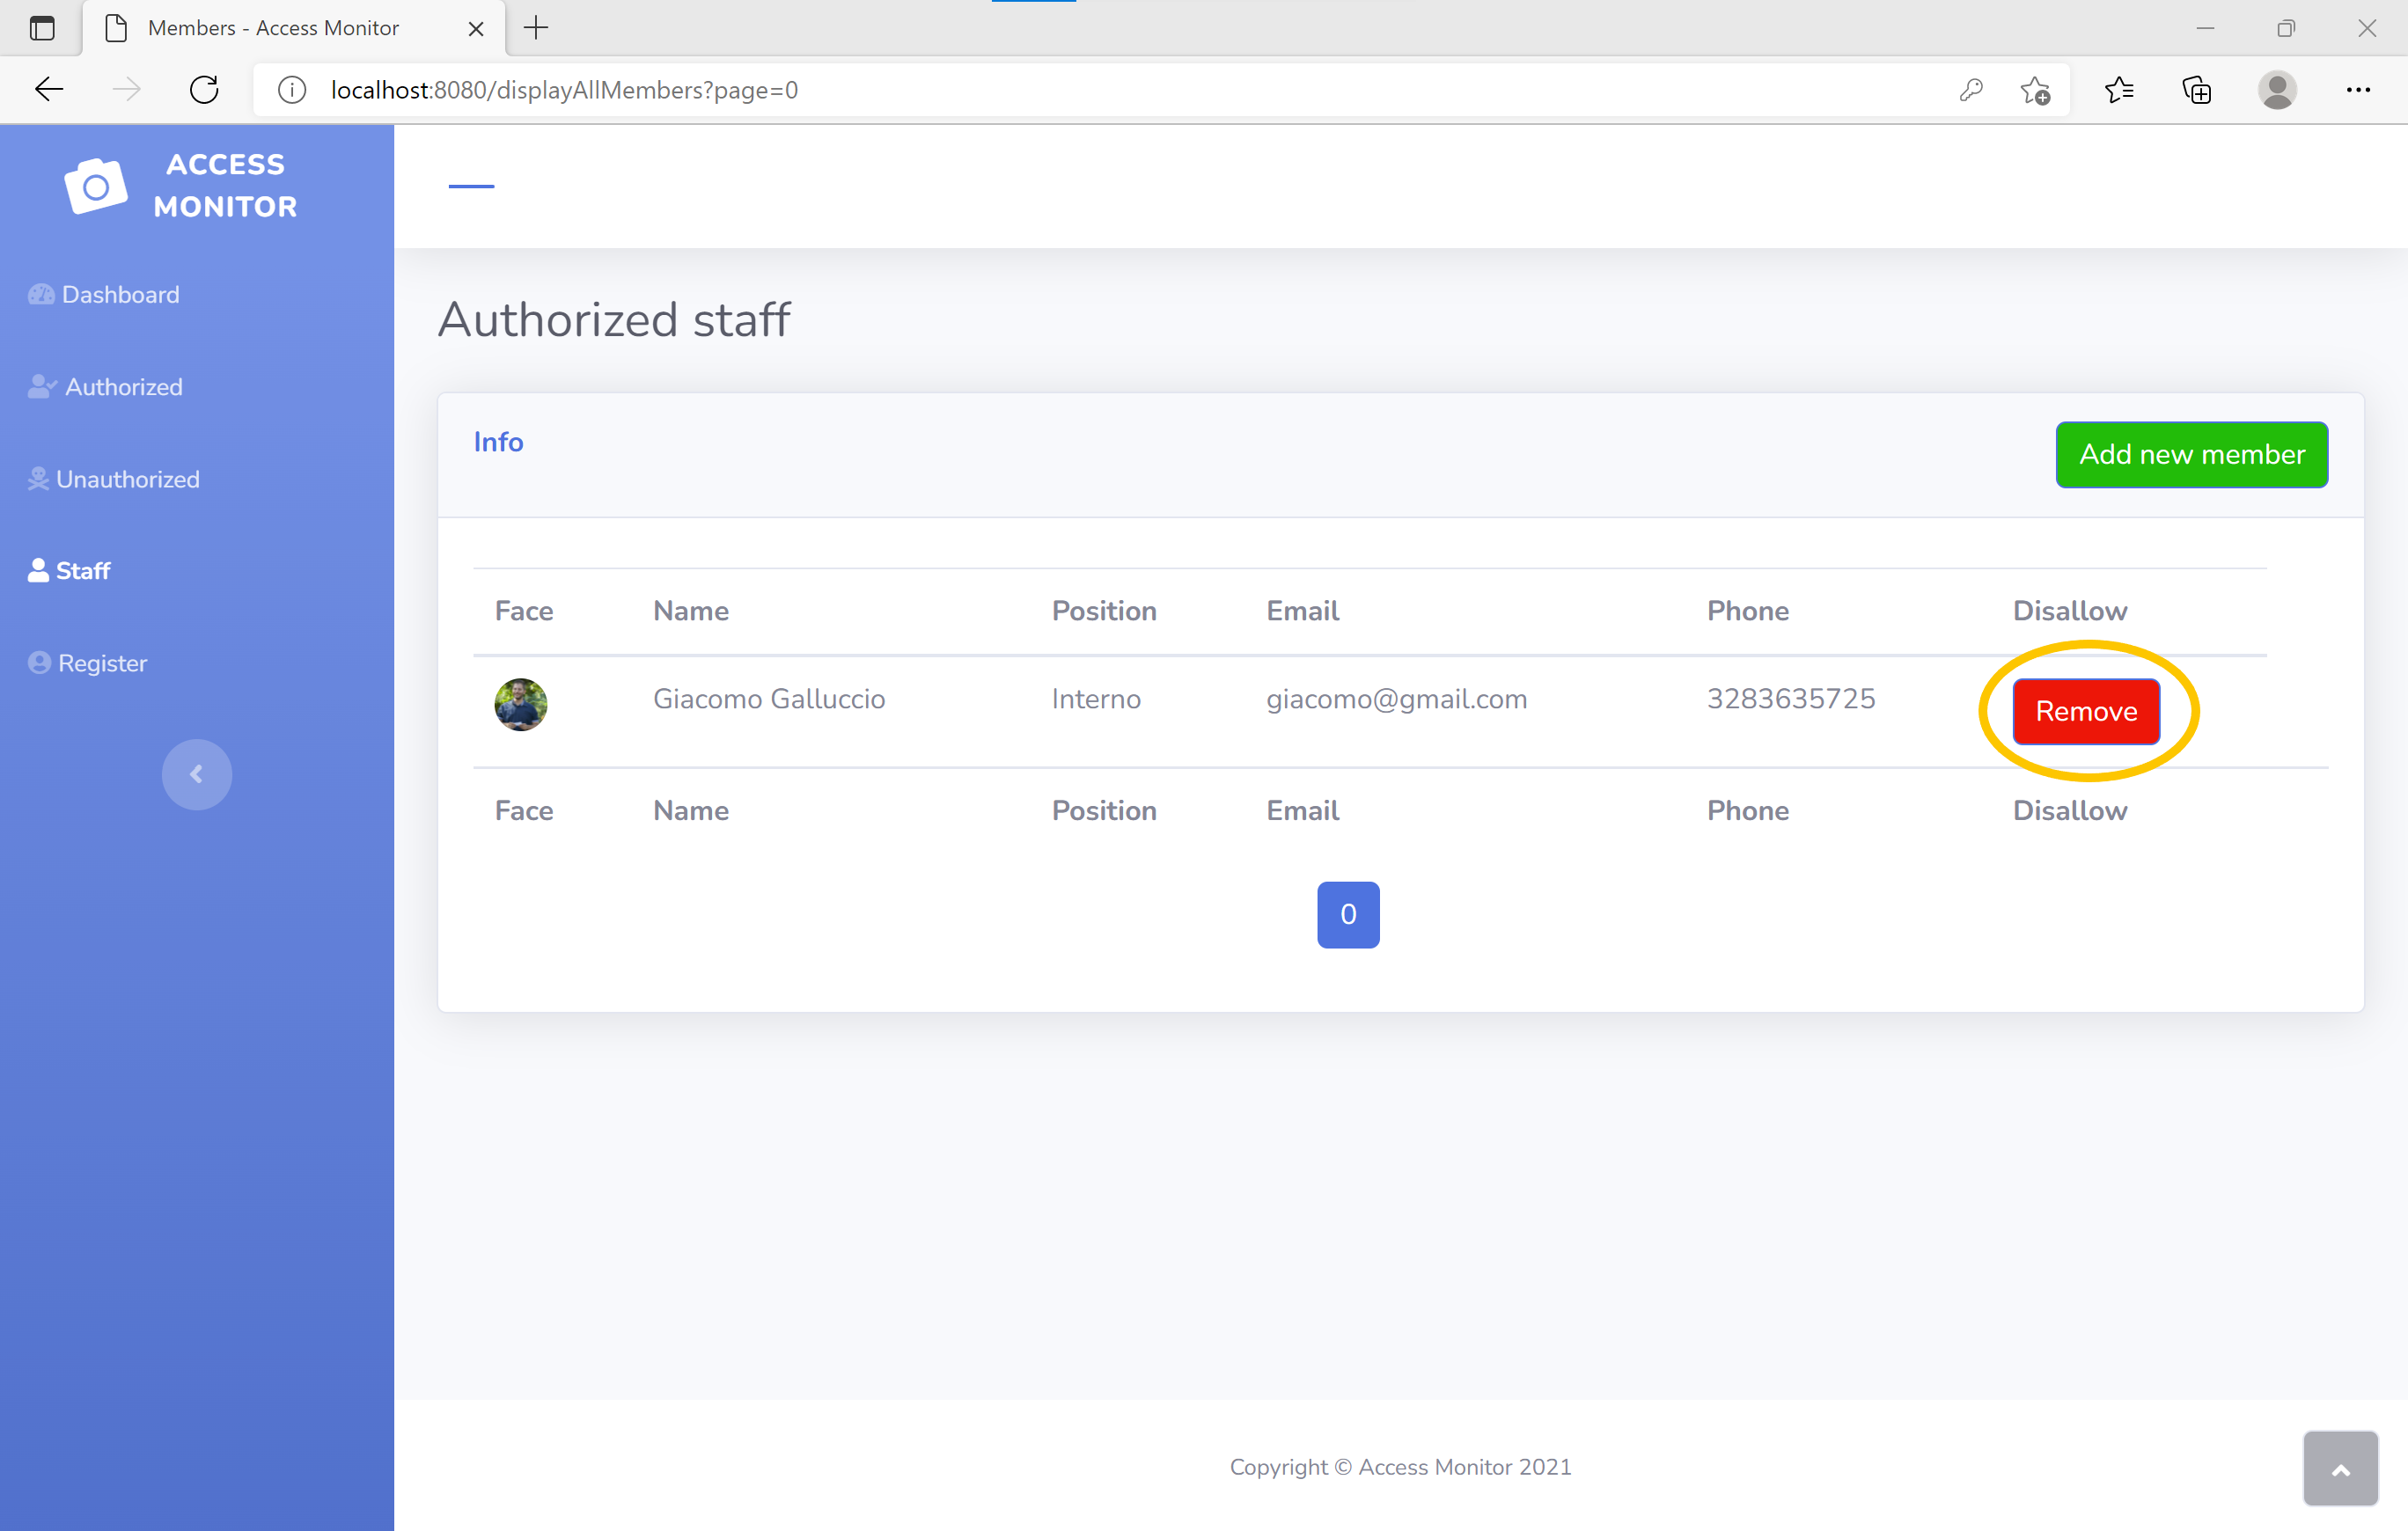 Members - Access Monitor
localhost:8080/displayAllMembers?page=0
ACCESS
MONITOR
Dashboard
Authorized
Unauthorized
Staff
Register
Authorized staff
Info
Add new member
Face Name Position Email Phone Disallow
Giacomo Galluccio Interno giacomo@gmail.com 3283635725 Remove
Face Name Position Email Phone Disallow
0
Copyright © Access Monitor 2021